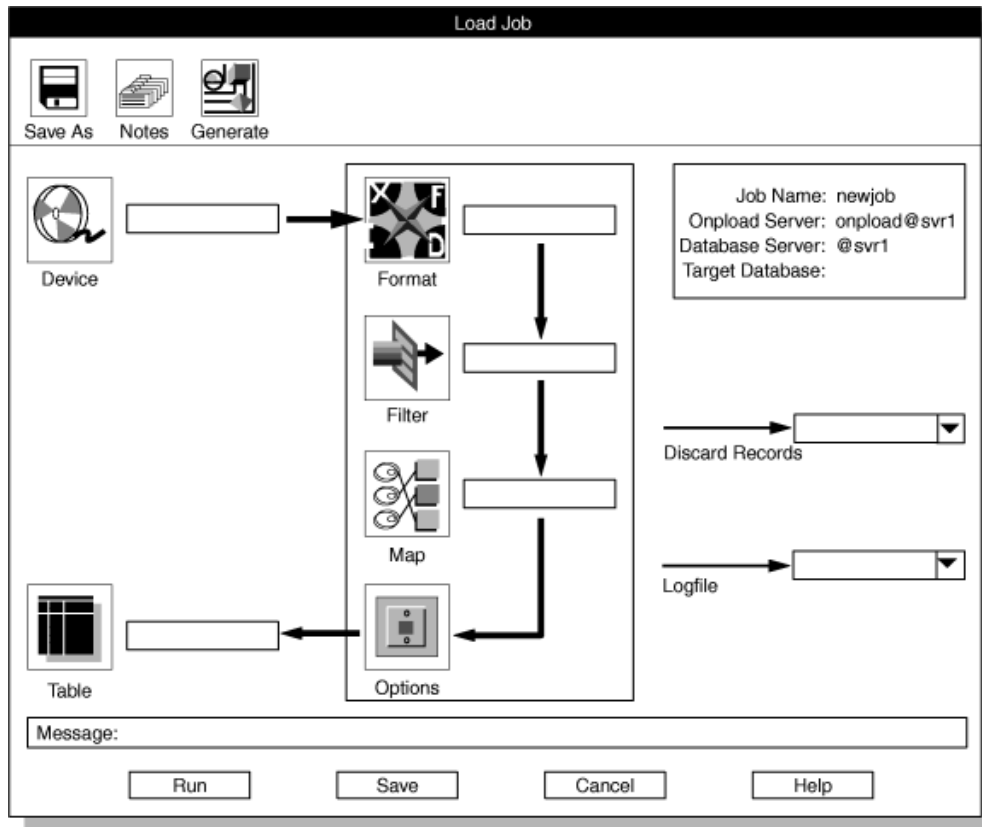 Load Job
Save As
Notes
Generate
Device
X F
D
Format
Job Name: newjob
Onpload Server: onpload@svr1
Database Server: @svr1
Target Database:
Filter
Discard Records
Map
Logfile
Table
Options
Message:
Run
Save
Cancel
Help